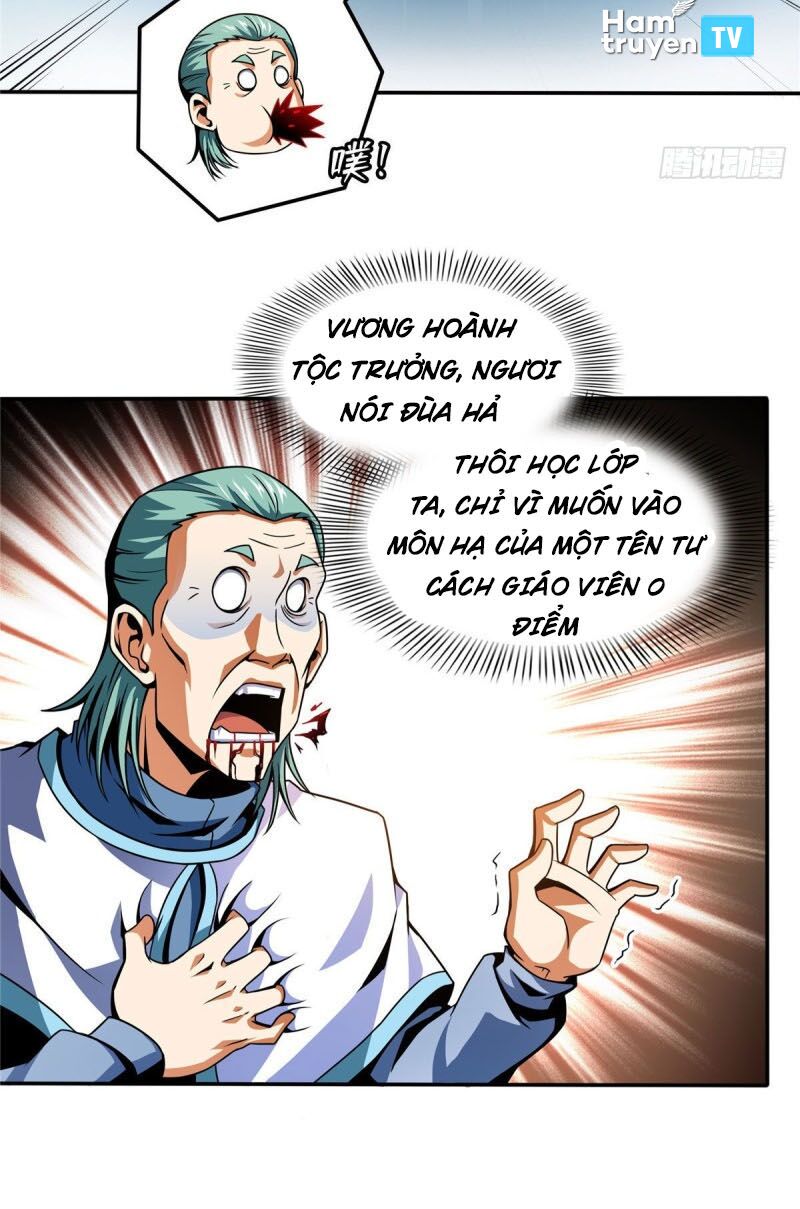 Ham
truyen TV
腾讯动漫
噗!
VƯƠNG HOÀNH
TỘC TRƯỞNG, NGƯƠI
NÓI ĐÙA HẢ
THÔI HỌC LỚP
TA, CHỈ VÌ MUỐN VÀO
MÔN HẠ CỦA MỘT TÊN TƯ
CÁCH GIÁO VIÊN 0
ĐIỂM